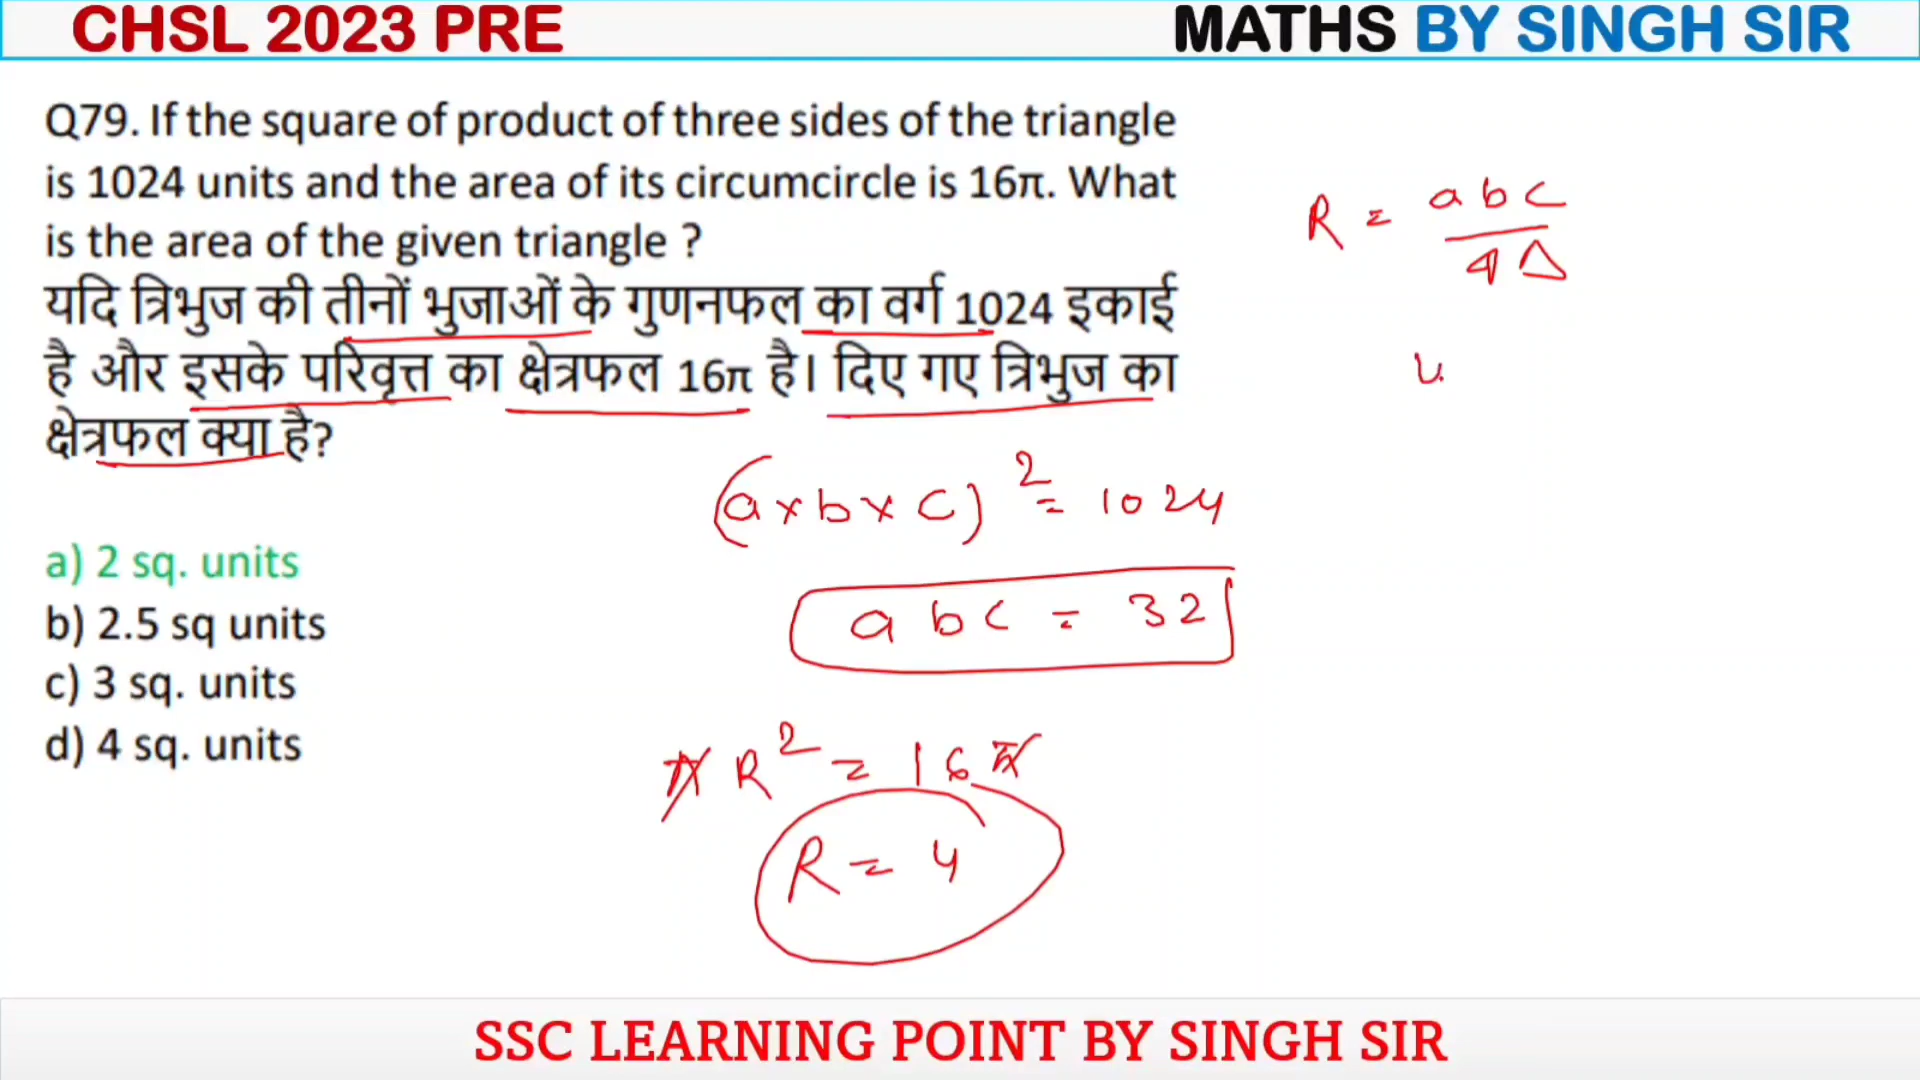 CHSL 2023 PRE
MATHS BY SINGH SIR
Q79. If the square of product of three sides of the triangle
is 1024 units and the area of its circumcircle is 16π. What
is the area of the given triangle ?
यदि त्रिभुज की तीनों भुजाओं के गुणनफल का वर्ग 1024 इकाई
है और इसके परिवृत्त का क्षेत्रफल 16π है। दिए गए त्रिभुज का
क्षेत्रफल क्या है?
a) 2 sq. units
b) 2.5 sq units
c) 3 sq. units
d) 4 sq. units
(a×b×c)² = 1024
abc = 32
πR² = 16π
R = 4
R = abc
4Δ
SSC LEARNING POINT BY SINGH SIR